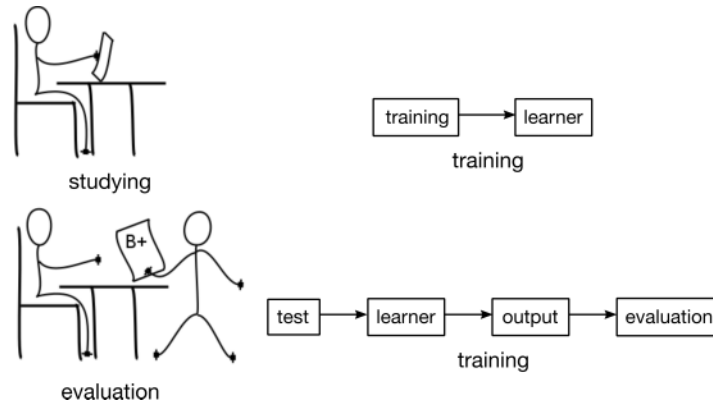 training
learner
training
studying
B+
test
learner
output
evaluation
training
evaluation